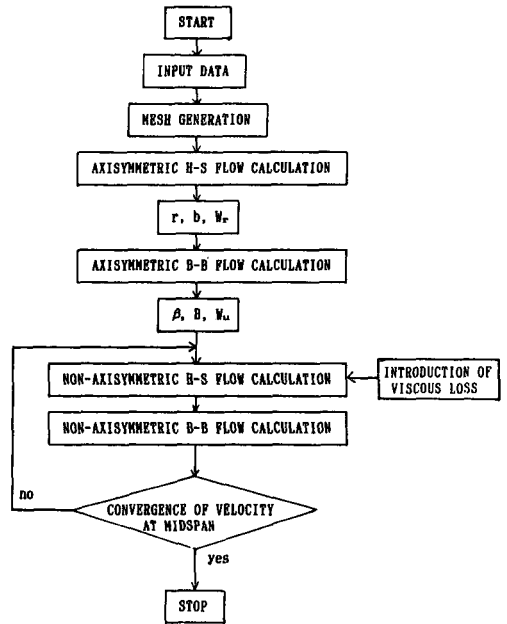 START
INPUT DATA
MESH GENERATION
AXISYMMETRIC H-S FLOW CALCULATION
r, b, Wr
AXISYMMETRIC B-B FLOW CALCULATION
β, B, Wu
NON-AXISYMMETRIC H-S FLOW CALCULATION
INTRODUCTION OF
VISCOUS LOSS
NON-AXISYMMETRIC B-B FLOW CALCULATION
no
CONVERGENCE OF VELOCITY
AT MIDSPAN
yes
STOP